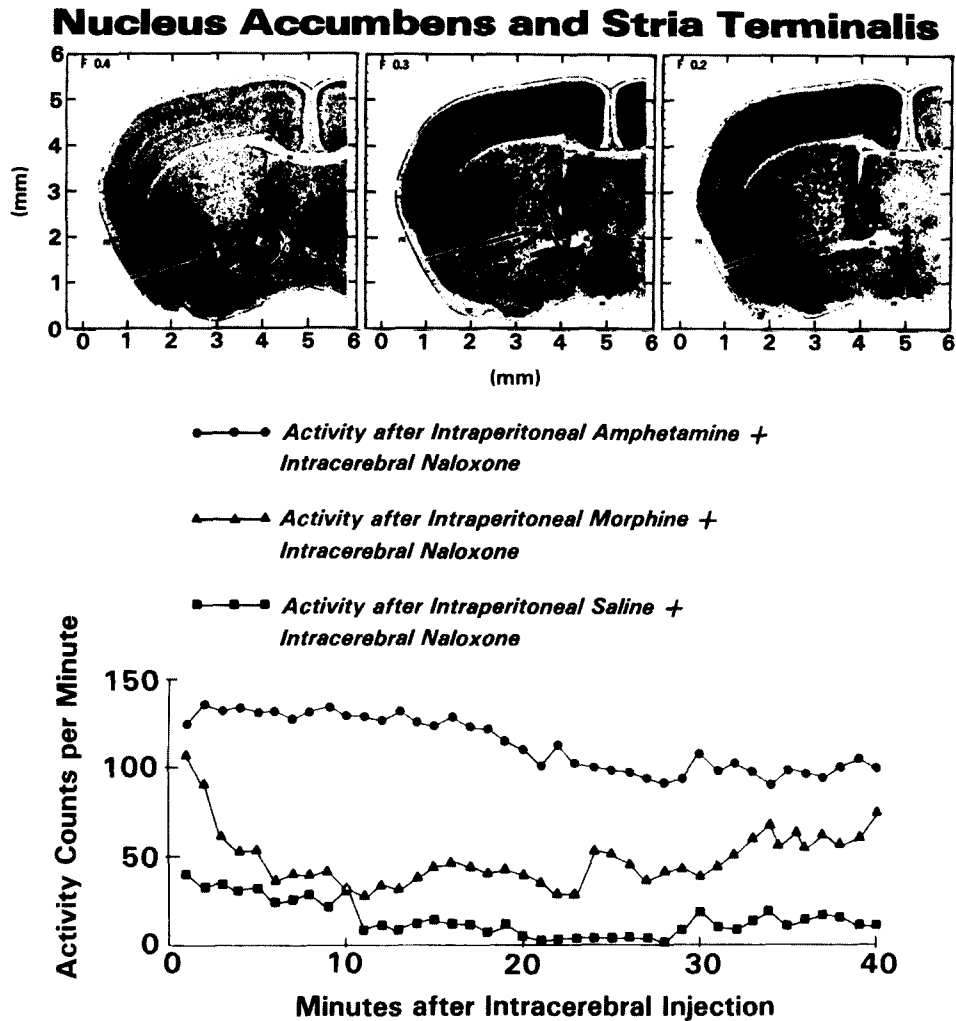 Nucleus Accumbens and Stria Terminalis
F 0.4
F 0.3
F 0.2
6
5
4
3
2
1
0
(mm)
0 1 2 3 4 5 6
0 1 2 3 4 5 6
0 1 2 3 4 5 6
(mm)
Activity after Intraperitoneal Amphetamine +
Intracerebral Naloxone
Activity after Intraperitoneal Morphine +
Intracerebral Naloxone
Activity after Intraperitoneal Saline +
Intracerebral Naloxone
Activity Counts per Minute
150
100
50
0
0 10 20 30 40
Minutes after Intracerebral Injection